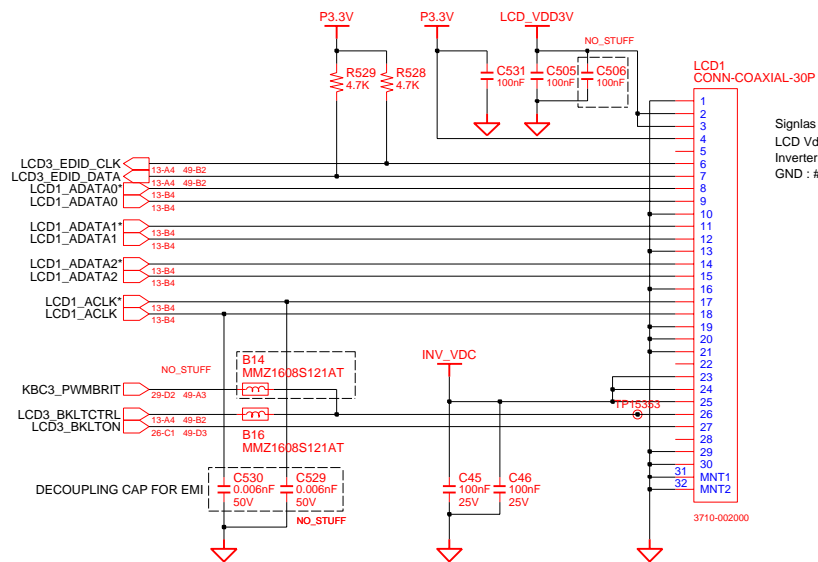 P3.3V
P3.3V
LCD_VDD3V
NO_STUFF
R529
4.7K
R528
4.7K
C531
100nF
C505
100nF
C506
100nF
LCD1
CONN-COAXIAL-30P
Signlas
LCD Vd
Inverter
GND : #
LCD3_EDID_CLK
13-A4 49-B2
LCD3_EDID_DATA
13-A4 49-B2
LCD1_ADATA0*
13-B4
LCD1_ADATA0
13-B4
LCD1_ADATA1*
13-B4
LCD1_ADATA1
13-B4
LCD1_ADATA2*
13-B4
LCD1_ADATA2
13-B4
LCD1_ACLK*
13-B4
LCD1_ACLK
13-B4
1
2
3
4
5
6
7
8
9
10
11
12
13
14
15
16
17
18
19
20
21
22
23
24
25
26
27
28
29
30
31 MNT1
32 MNT2
3710-002000
B14
MMZ1608S121AT
NO_STUFF
KBC3_PWMBRIT
29-D2 49-A3
LCD3_BKLTCTRL
13-A4 49-B2
LCD3_BKLTON
26-C1 49-D3
B16
MMZ1608S121AT
INV_VDC
TP15353
DECOUPLING CAP FOR EMI
C530
0.006nF
50V
C529
0.006nF
50V
NO_STUFF
C45
100nF
25V
C46
100nF
25V